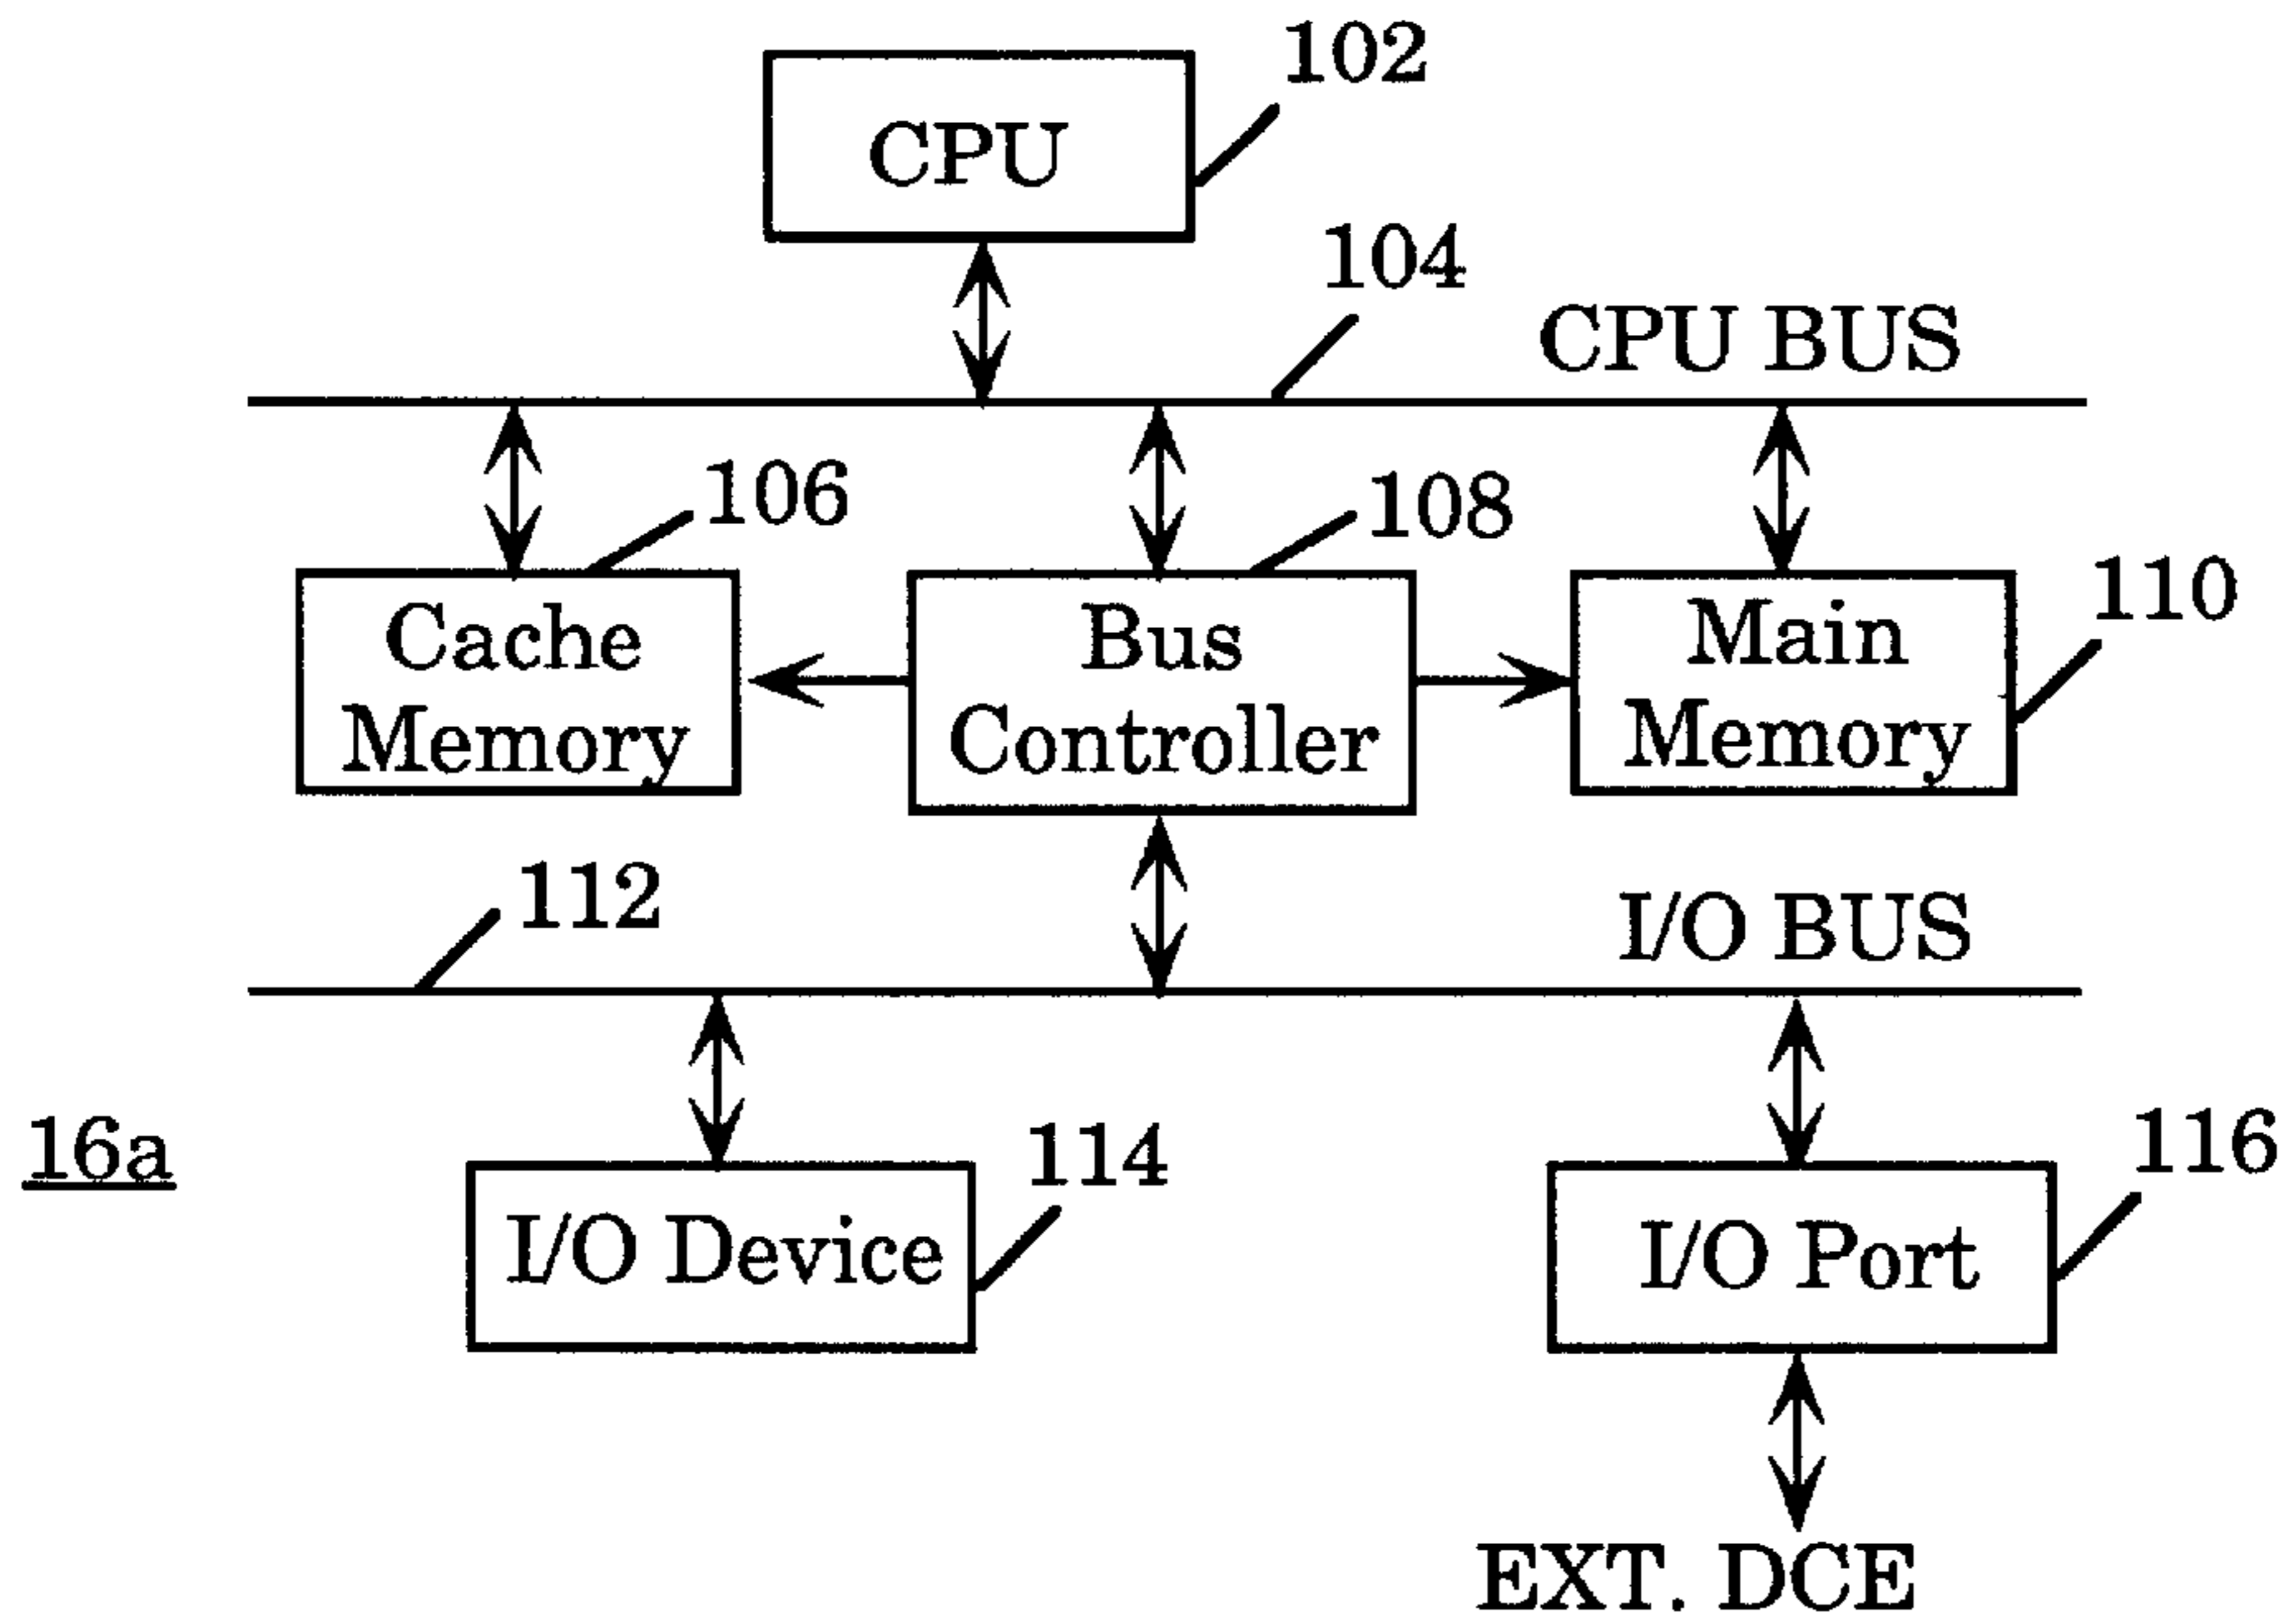 102
CPU
104
CPU BUS
106
108
110
Cache
Memory
Bus
Controller
Main
Memory
112
I/O BUS
16a
114
116
I/O Device
I/O Port
EXT. DCE